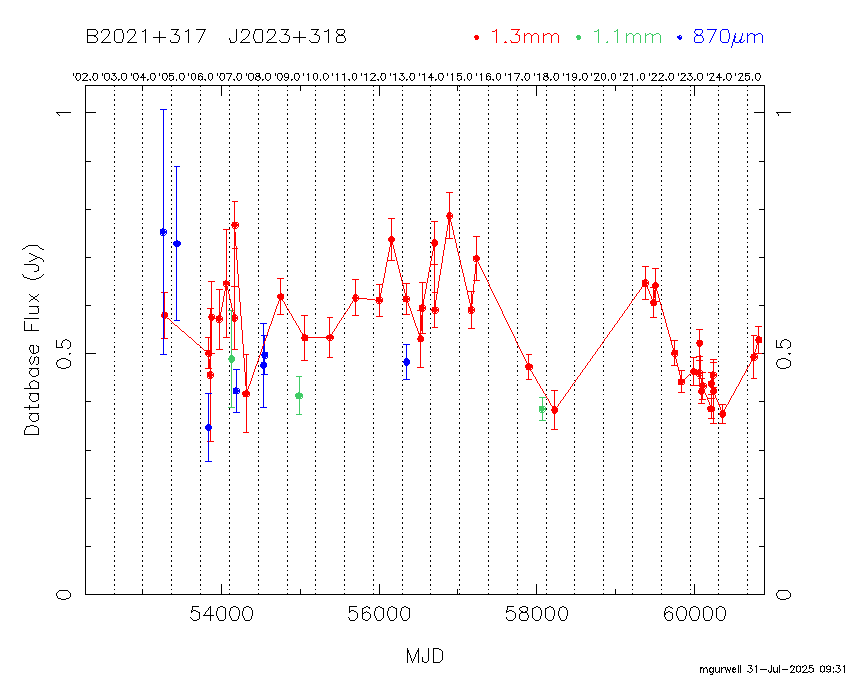 B2021+317 J2023+318 1.3mm 1.1mm 870μm
'02.0 '03.0 '04.0 '05.0 '06.0 '07.0 '08.0 '09.0 '10.0 '11.0 '12.0 '13.0 '14.0 '15.0 '16.0 '17.0 '18.0 '19.0 '20.0 '21.0 '22.0 '23.0 '24.0 '25.0
1 1
Database Flux (Jy)
0.5 0.5
0 0
54000 56000 58000 60000
MJD
mgurwell 31-Jul-2025 09:31